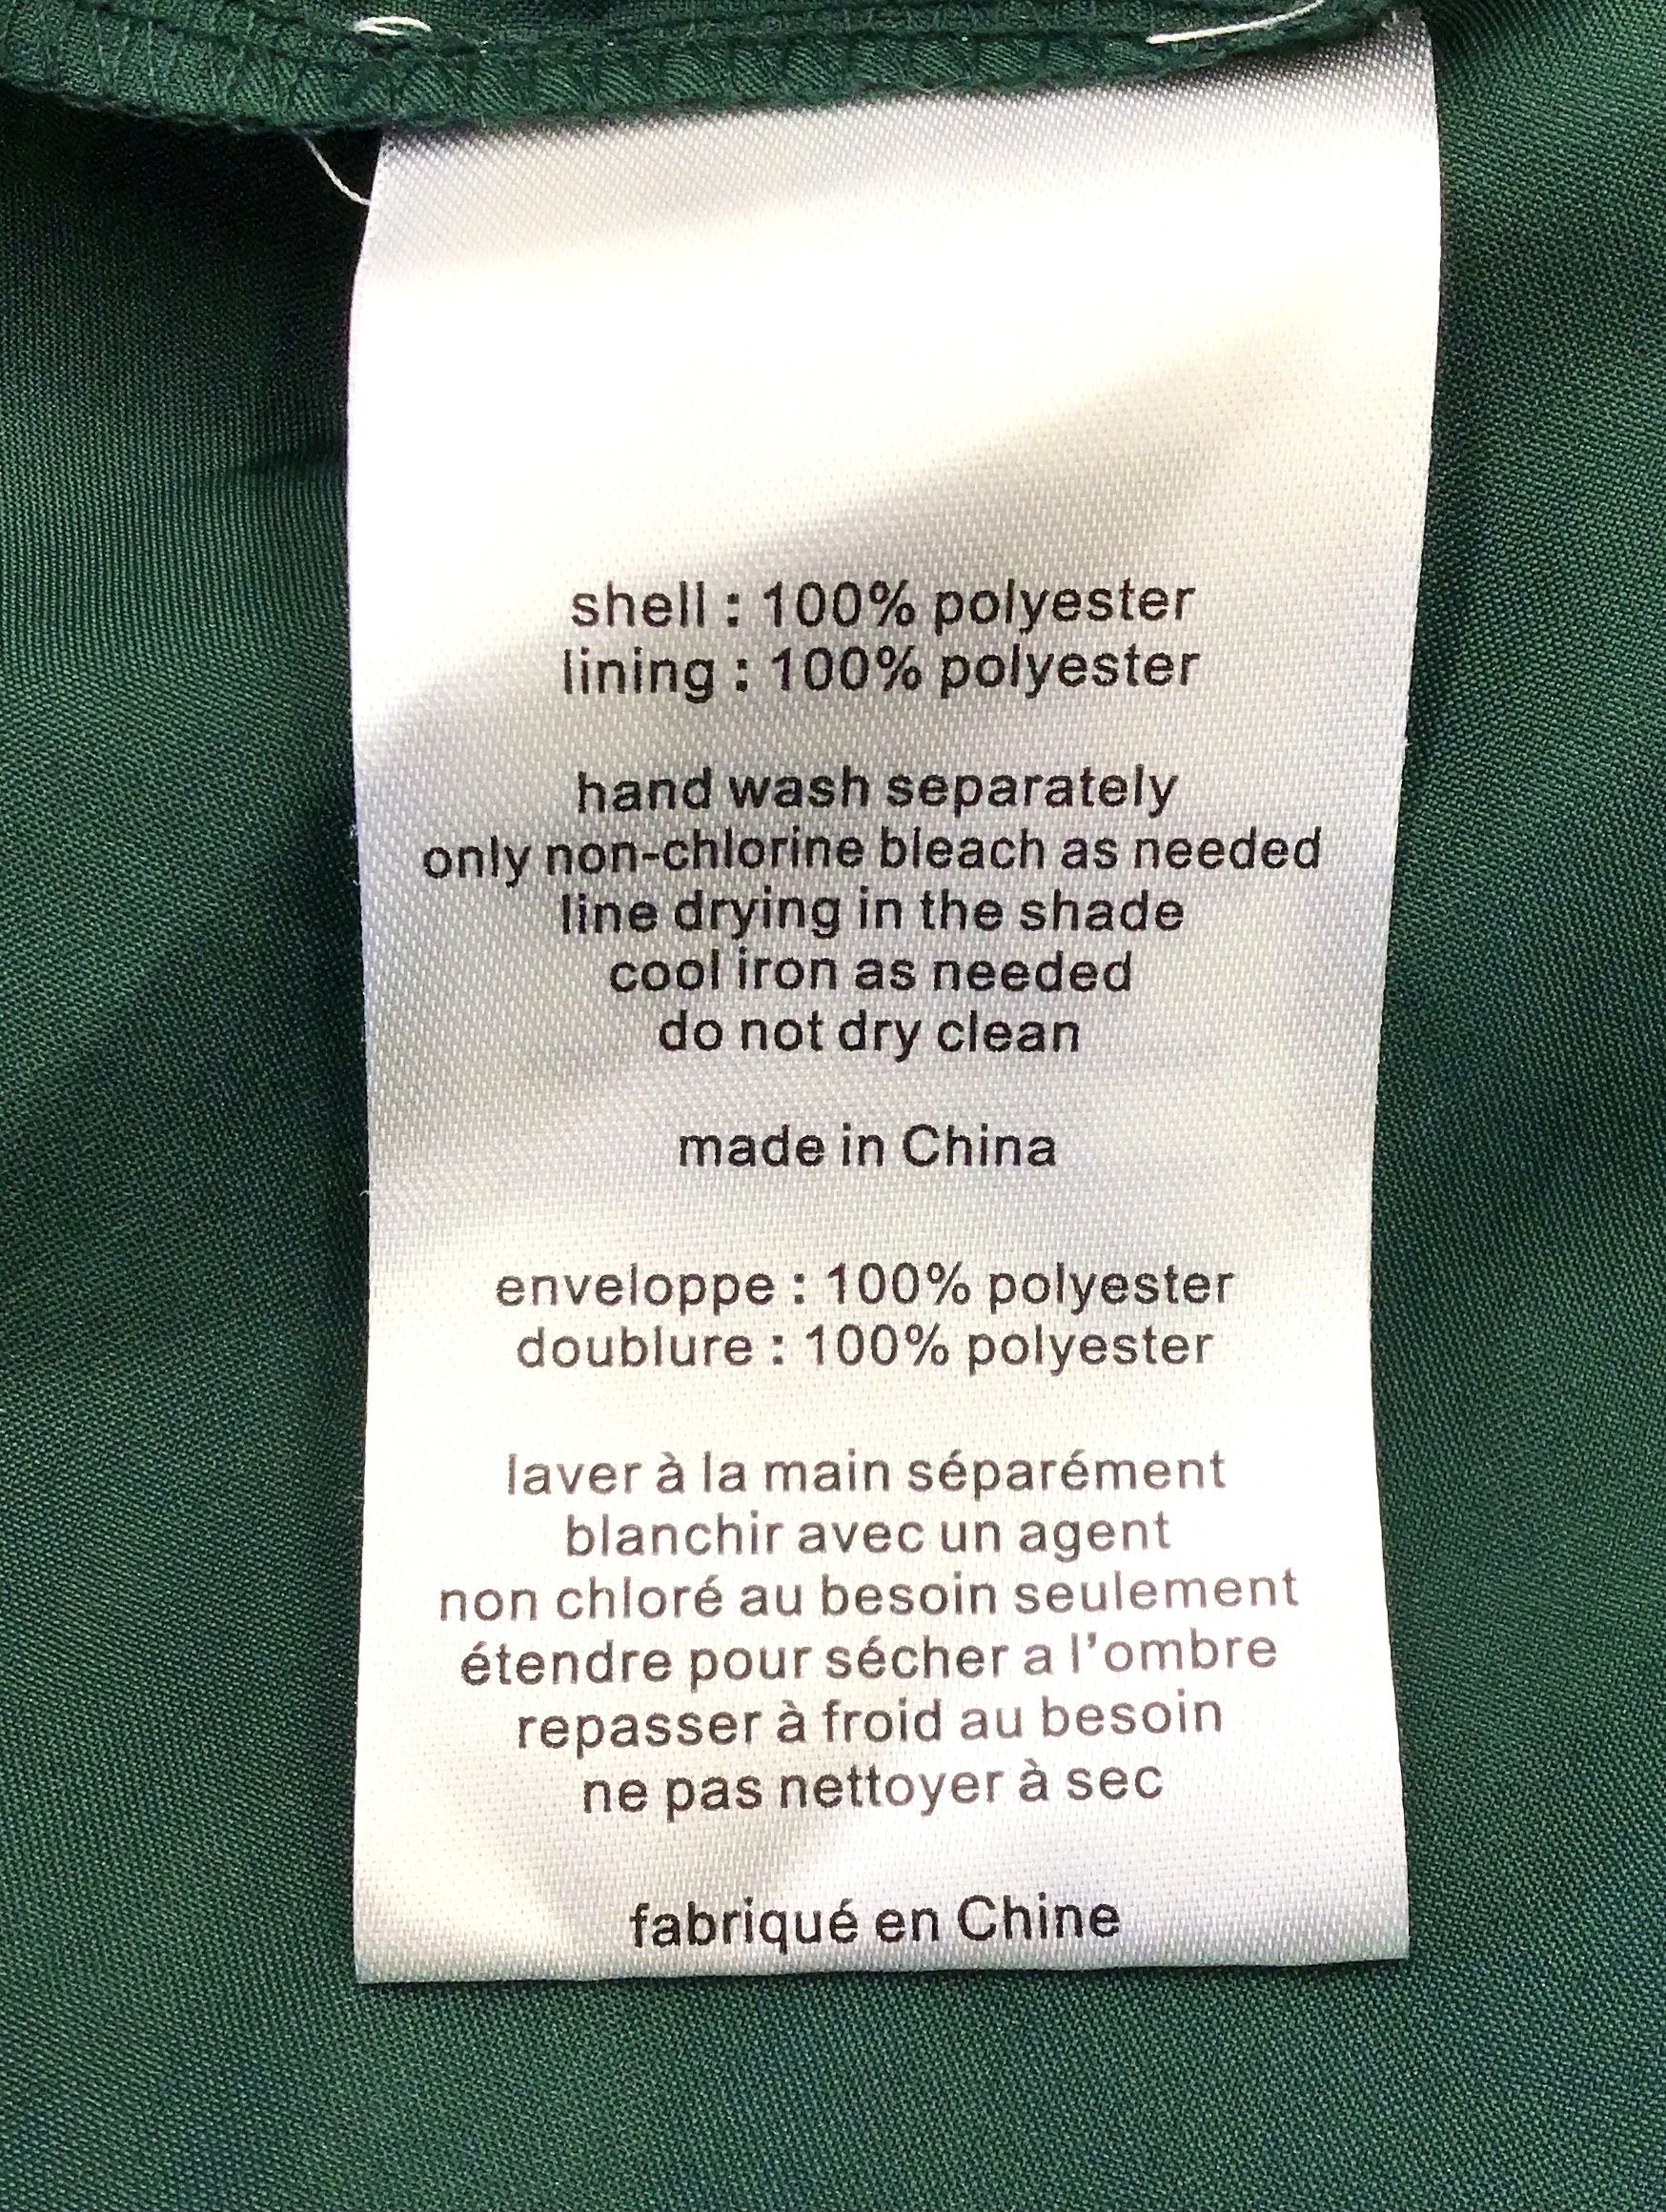 shell : 100% polyester
lining : 100% polyester
hand wash separately
only non-chlorine bleach as needed
line drying in the shade
cool iron as needed
do not dry clean
made in China
enveloppe : 100% polyester
doublure : 100% polyester
laver à la main séparément
blanchir avec un agent
non chloré au besoin seulement
étendre pour sécher a l'ombre
repasser à froid au besoin
ne pas nettoyer à sec
fabriqué en Chine